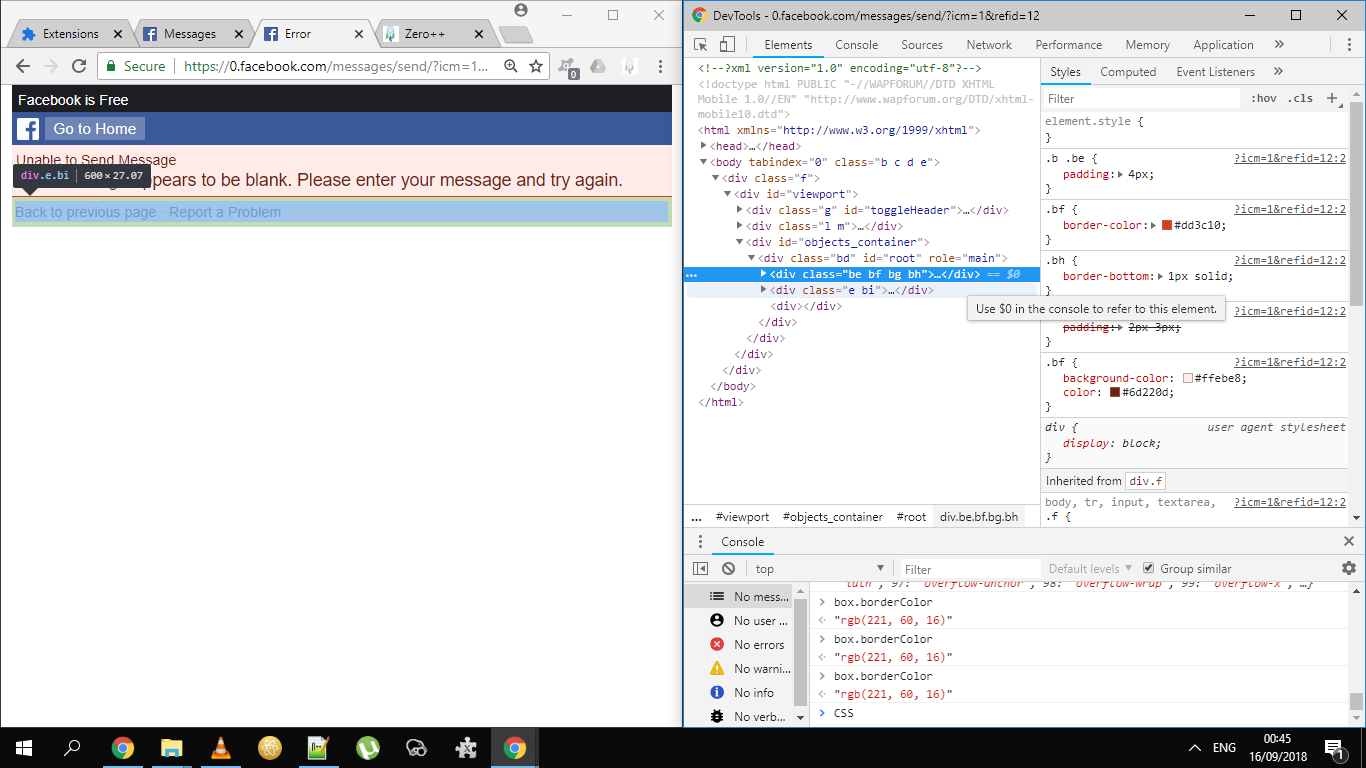 Extensions
Messages
Error
Zero++
Secure
https://0.facebook.com/messages/send/?icm=1...
0
Facebook is Free
Go to Home
Unable to Send Message
div.e.bi 600 × 27.07
ppears to be blank. Please enter your message and try again.
Back to previous page · Report a Problem
DevTools - 0.facebook.com/messages/send/?icm=1&refid=12
Elements Console Sources Network Performance Memory Application »
<!--?xml version="1.0" encoding="utf-8"?-->
<!doctype html PUBLIC "-//WAPFORUM//DTD XHTML
Mobile 1.0//EN" "http://www.wapforum.org/DTD/xhtml-
mobile10.dtd">
<html xmlns="http://www.w3.org/1999/xhtml">
<head>…</head>
<body tabindex="0" class="b c d e">
<div class="f">
<div id="viewport">
<div class="g" id="toggleHeader">…</div>
<div class="l m">…</div>
<div id="objects_container">
<div class="bd" id="root" role="main">
... <div class="be bf bg bh">…</div> == $0
<div class="e bi">…</div>
<div></div>
</div>
</div>
</div>
</div>
</body>
</html>
Use $0 in the console to refer to this element.
... #viewport #objects_container #root div.be.bf.bg.bh
Styles Computed Event Listeners »
Filter :hov .cls +
element.style {
}
.b .be { ?icm=1&refid=12:2
padding: 4px;
}
.bf { ?icm=1&refid=12:2
border-color: #dd3c10;
}
.bh { ?icm=1&refid=12:2
border-bottom: 1px solid;
}
?icm=1&refid=12:2
padding: 2px 3px;
}
.bf { ?icm=1&refid=12:2
background-color: #ffebe8;
color: #6d220d;
}
div { user agent stylesheet
display: block;
}
Inherited from div.f
body, tr, input, textarea, ?icm=1&refid=12:2
.f {
Console
top Filter Default levels Group similar
No mess...
No user ...
No errors
No warni...
No info
No verb...
97: "overflow-anchor", 98: "overflow-wrap", 99: "overflow-x", …}
> box.borderColor
"rgb(221, 60, 16)"
> box.borderColor
"rgb(221, 60, 16)"
> box.borderColor
"rgb(221, 60, 16)"
> CSS
ENG
00:45
16/09/2018
1